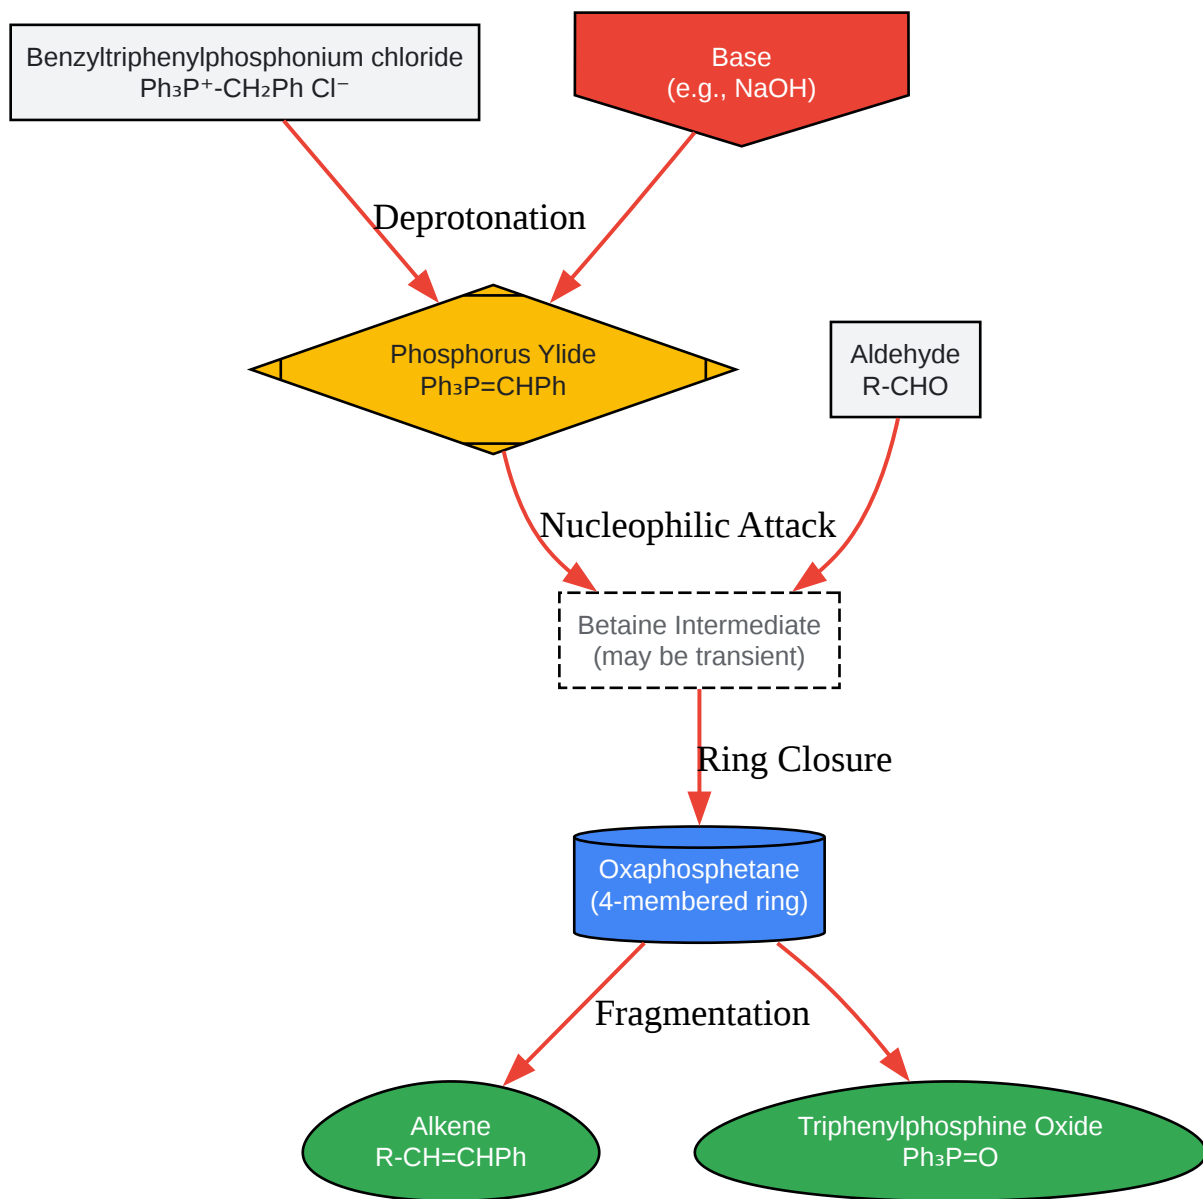 Benzyltriphenylphosphonium chloride
Ph₃P⁺-CH₂Ph Cl⁻
Base
(e.g., NaOH)
Deprotonation
Phosphorus Ylide
Ph₃P=CHPh
Aldehyde
R-CHO
Nucleophilic Attack
Betaine Intermediate
(may be transient)
Ring Closure
Oxaphosphetane
(4-membered ring)
Fragmentation
Alkene
R-CH=CHPh
Triphenylphosphine Oxide
Ph₃P=O